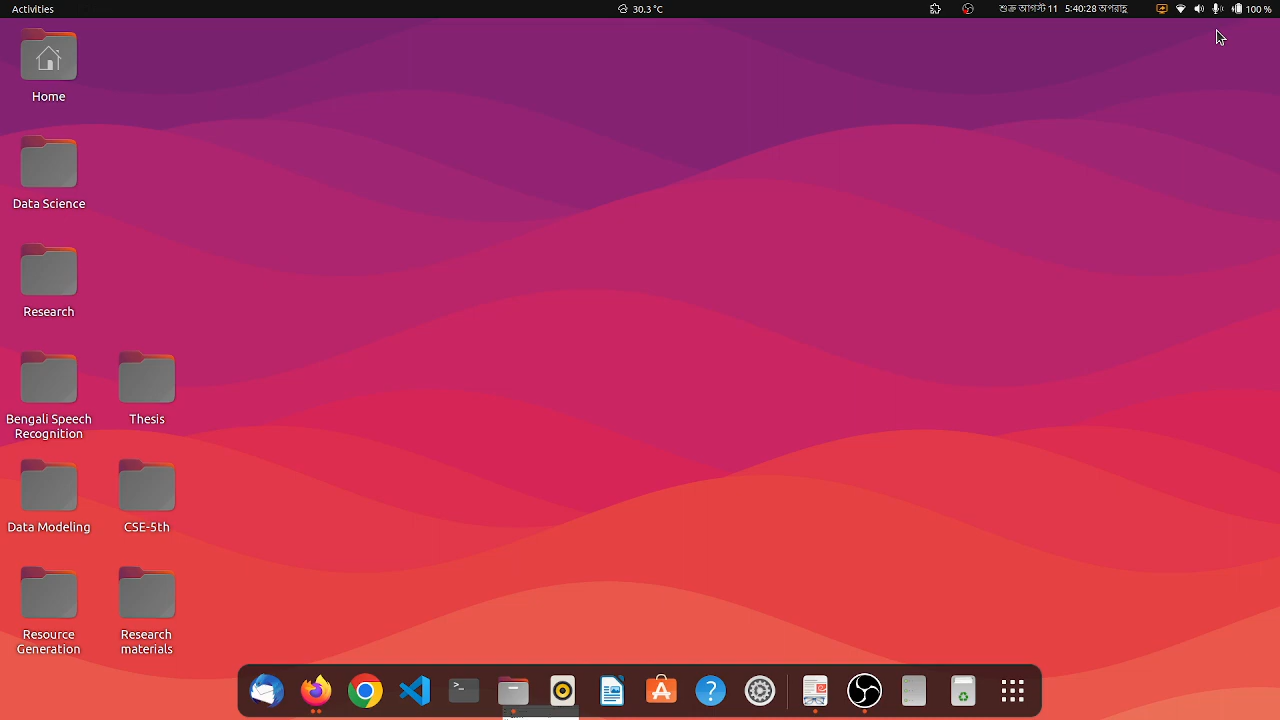 Activities
30.3 °C
শুক্র আগস্ট 11 5:40:28 অপরাহ্ণ
100 %
Home
Data Science
Research
Bengali Speech
Recognition
Thesis
Data Modeling
CSE-5th
Resource
Generation
Research
materials